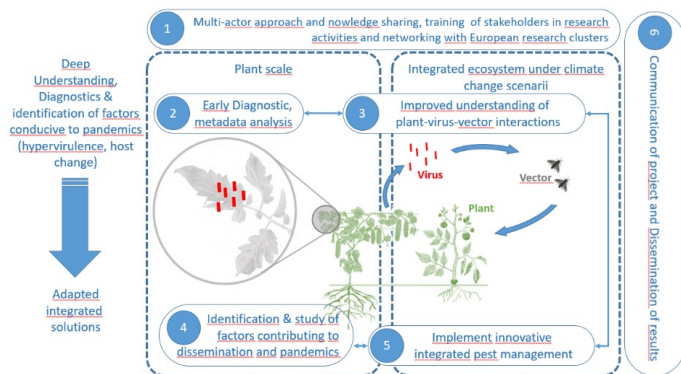 1
Multi-actor approach and nowledge sharing, training of stakeholders in research
activities and networking with European research clusters
Deep
Understanding,
Diagnostics &
identification of factors
conducive to pandemics
(hypervirulence, host
change)
Adapted
integrated
solutions
Plant scale
Integrated ecosystem under climate
change scenarii
2
Early Diagnostic,
metadata analysis
3
Improved understanding of
plant-virus-vector interactions
Virus
Vector
Plant
4
Identification & study of
factors contributing to
dissemination and pandemics
5
Implement innovative
integrated pest management
6
Communication of project and Dissemination of results